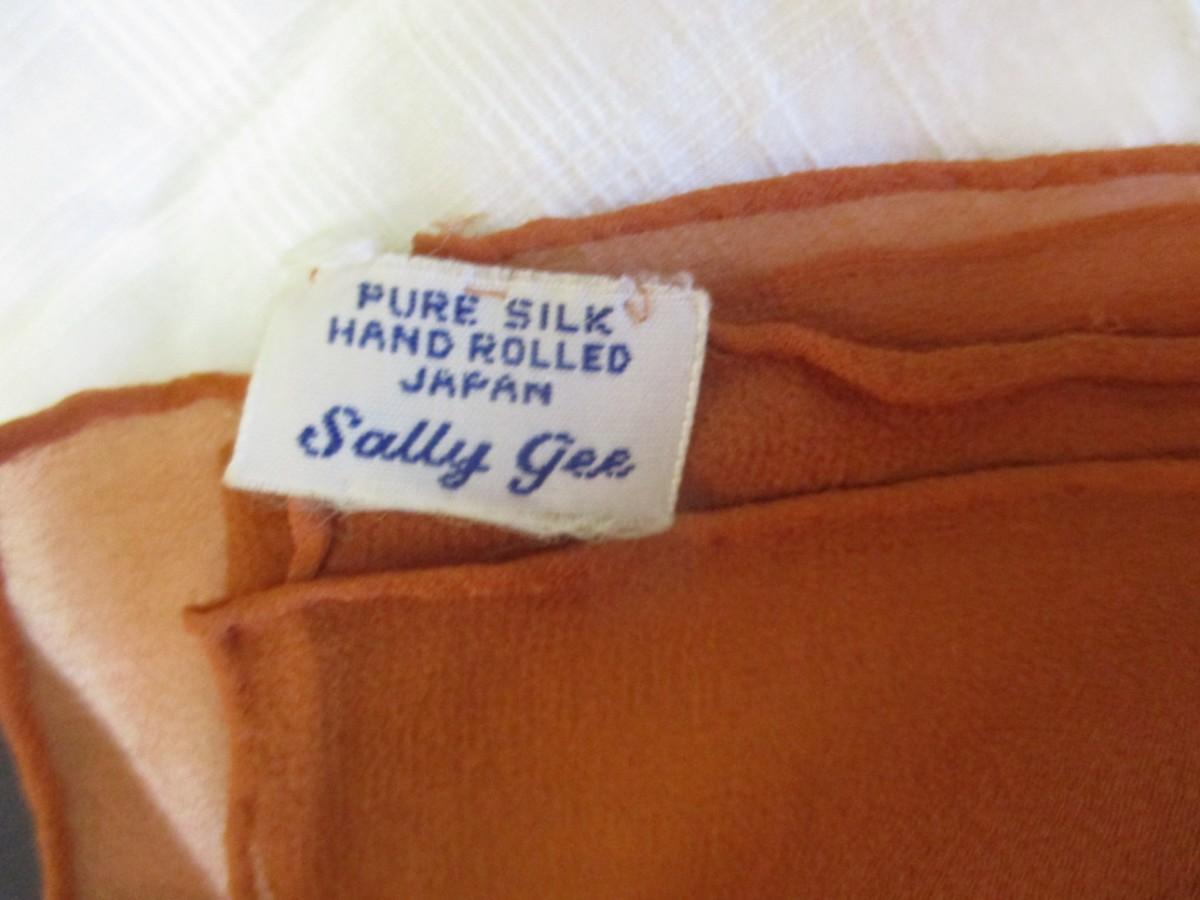 PURE SILK
HAND ROLLED
JAPAN
Sally Gee